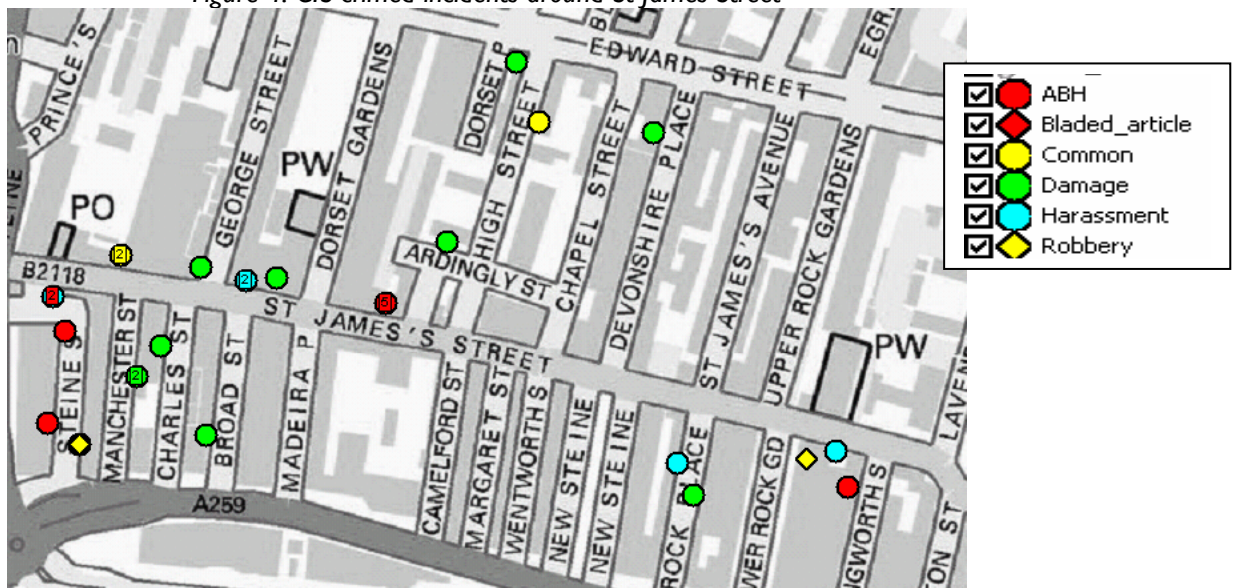 Figure 4: GIS crimed incidents around St James Street
PRINCE'S
GEORGE STREET
DORSET GARDENS
DORSET P
HIGH STREET
EDWARD STREET
EGR
CHAPEL STREET
DEVONSHIRE PLACE
ST JAMES'S AVENUE
UPPER ROCK GARDENS
PW
PO
ARDINGLY ST
B2118
ST JAMES'S STREET
PW
LAVEN
2
2
2
5
2
STEINE S
MANCHESTER ST
CHARLES ST
BROAD ST
MADEIRA P
CAMELFORD ST
MARGARET ST
WENTWORTH S
NEW STEINE
NEW STEINE
ROCK PLACE
WER ROCK GD
NGWORTH S
TON ST
A259
ABH
Bladed_article
Common
Damage
Harassment
Robbery